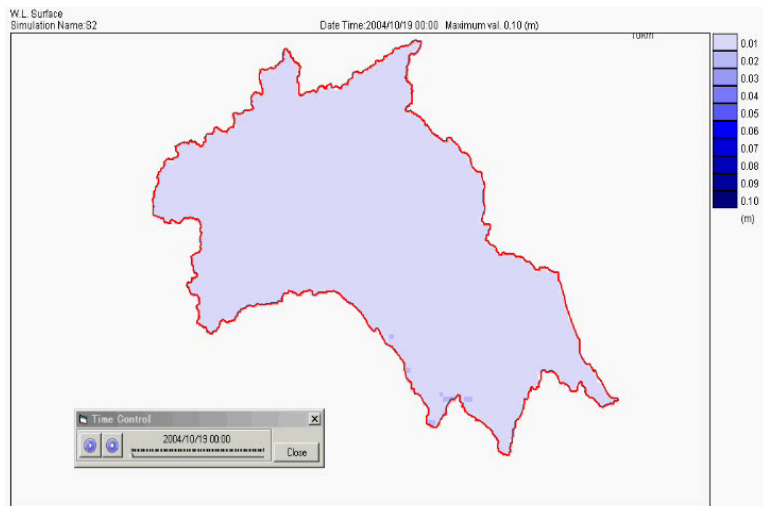 W.L. Surface
Simulation Name:S2 Date Time:2004/10/19 00:00 Maximum val. 0.10 (m)
10km
0.01
0.02
0.03
0.04
0.05
0.06
0.07
0.08
0.09
0.10
(m)
Time Control
2004/10/19 00:00
Close